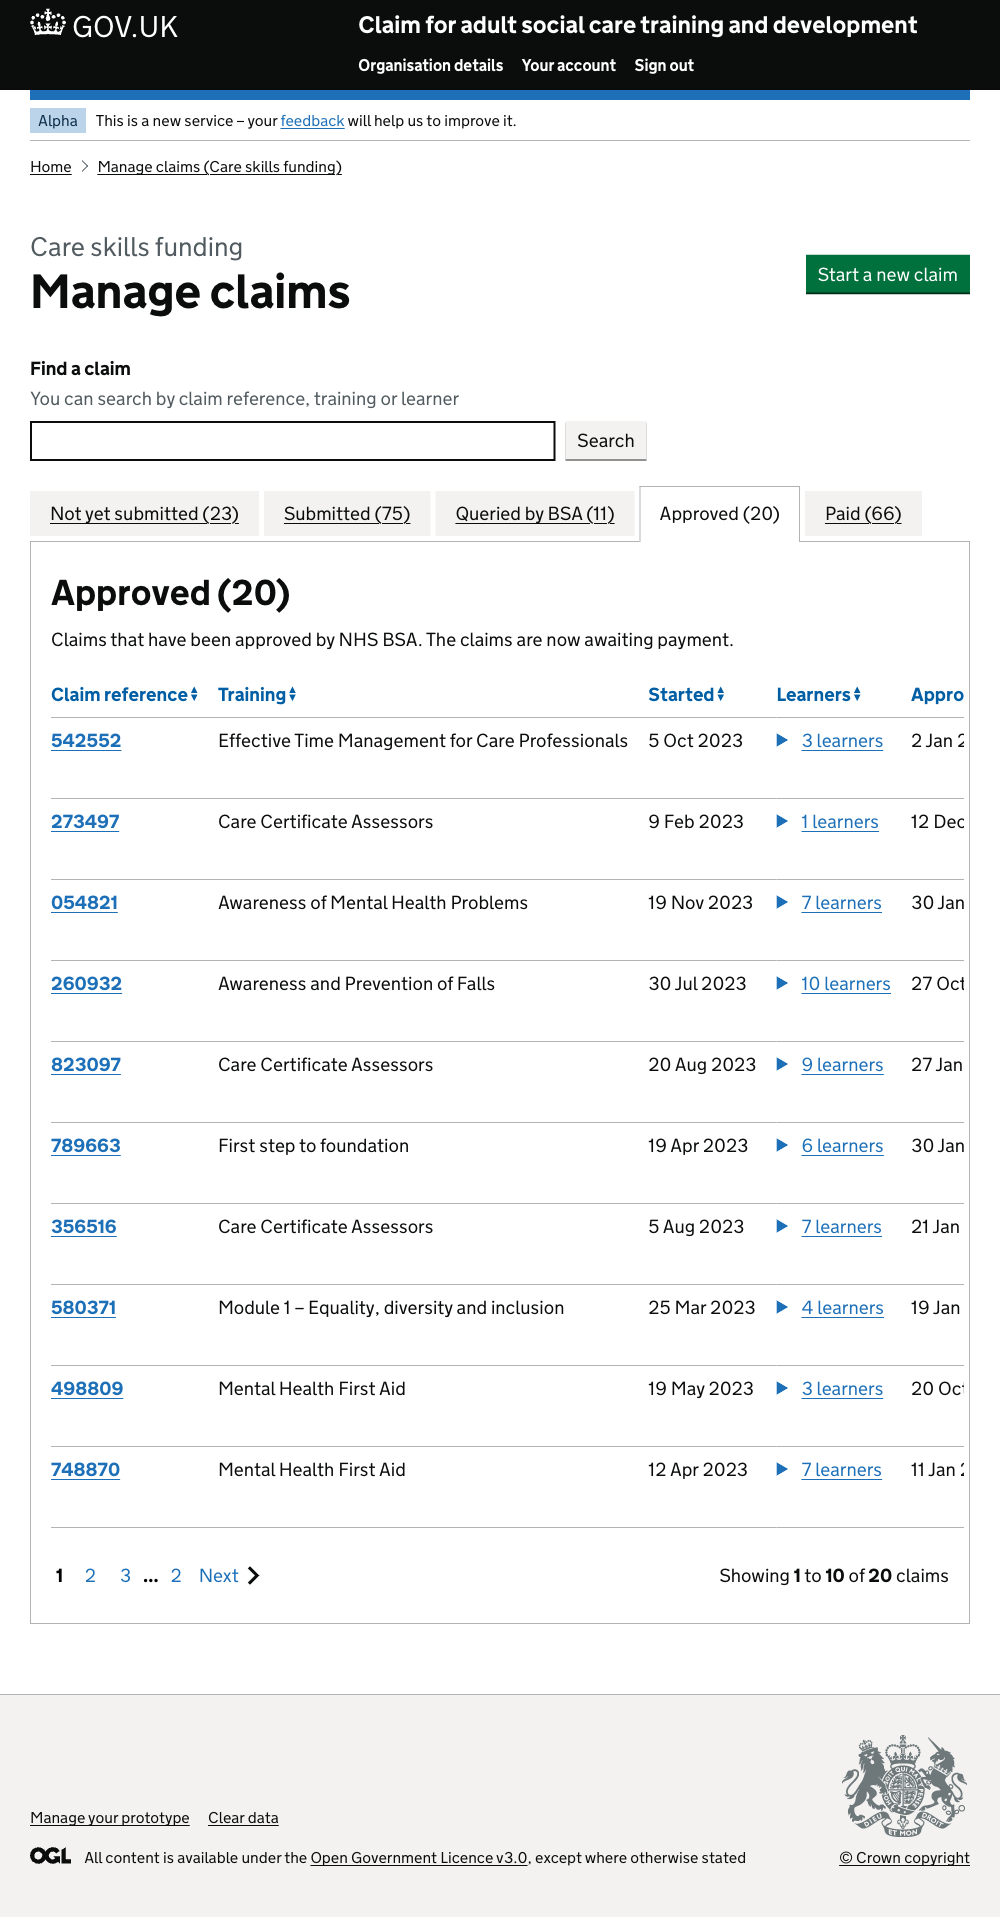 GOV.UK
Claim for adult social care training and development
Organisation details Your account Sign out
Alpha This is a new service – your feedback will help us to improve it.
Home Manage claims (Care skills funding)
Care skills funding
Manage claims
Start a new claim
Find a claim
You can search by claim reference, training or learner
Search
Not yet submitted (23) Submitted (75) Queried by BSA (11) Approved (20) Paid (66)
Approved (20)
Claims that have been approved by NHS BSA. The claims are now awaiting payment.
Claim reference Training Started Learners Appro
542552 Effective Time Management for Care Professionals 5 Oct 2023 3 learners 2 Jan 2
273497 Care Certificate Assessors 9 Feb 2023 1 learners 12 Dec
054821 Awareness of Mental Health Problems 19 Nov 2023 7 learners 30 Jan
260932 Awareness and Prevention of Falls 30 Jul 2023 10 learners 27 Oct
823097 Care Certificate Assessors 20 Aug 2023 9 learners 27 Jan
789663 First step to foundation 19 Apr 2023 6 learners 30 Jan
356516 Care Certificate Assessors 5 Aug 2023 7 learners 21 Jan
580371 Module 1 – Equality, diversity and inclusion 25 Mar 2023 4 learners 19 Jan
498809 Mental Health First Aid 19 May 2023 3 learners 20 Oct
748870 Mental Health First Aid 12 Apr 2023 7 learners 11 Jan 2
1 2 3 ... 2 Next Showing 1 to 10 of 20 claims
Manage your prototype Clear data
OGL All content is available under the Open Government Licence v3.0, except where otherwise stated
© Crown copyright